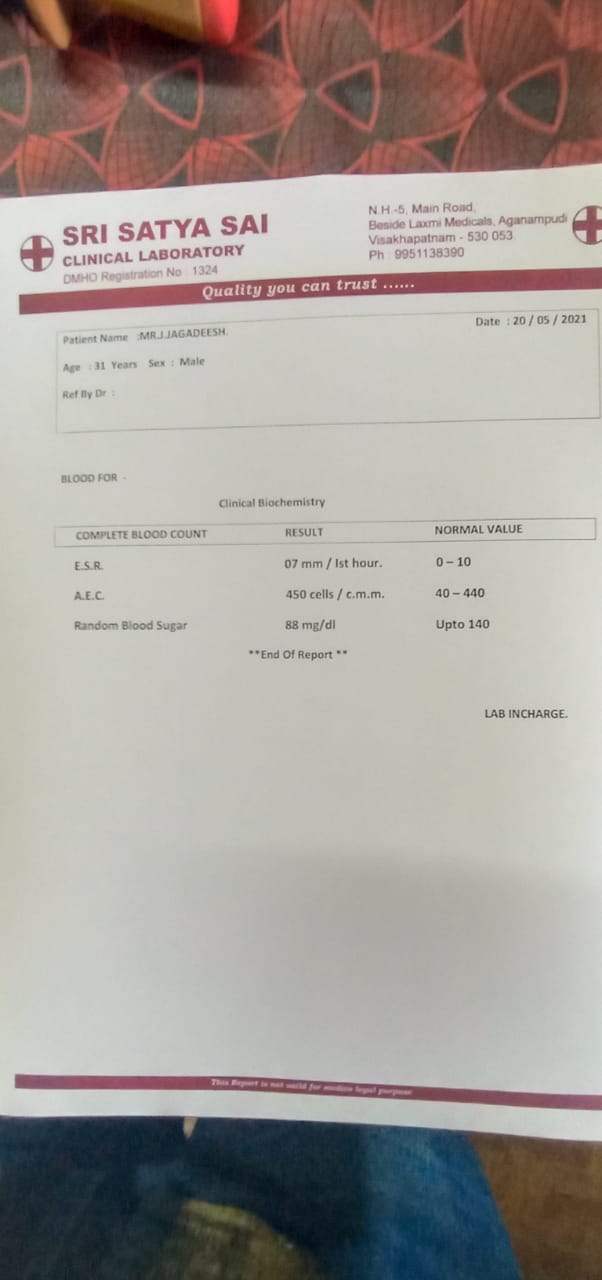 SRI SATYA SAI
CLINICAL LABORATORY
DMHO Registration No : 1324
N.H -5, Main Road,
Beside Laxmi Medicals, Aganampudi
Visakhapatnam - 530 053
Ph : 9951138390
Quality you can trust ......
Date : 20 / 05 / 2021
Patient Name :MR.J.JAGADEESH.
Age : 31 Years Sex : Male
Ref By Dr :
BLOOD FOR -
Clinical Biochemistry
COMPLETE BLOOD COUNT RESULT NORMAL VALUE
E.S.R. 07 mm / Ist hour. 0 – 10
A.E.C. 450 cells / c.m.m. 40 – 440
Random Blood Sugar 88 mg/dl Upto 140
**End Of Report **
LAB INCHARGE.
This Report is not valid for medico legal purpose